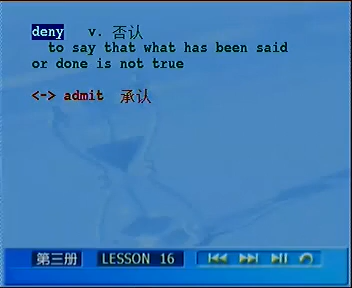 deny v. 否认
to say that what has been said
or done is not true
<-> admit 承认
第三册 LESSON 16